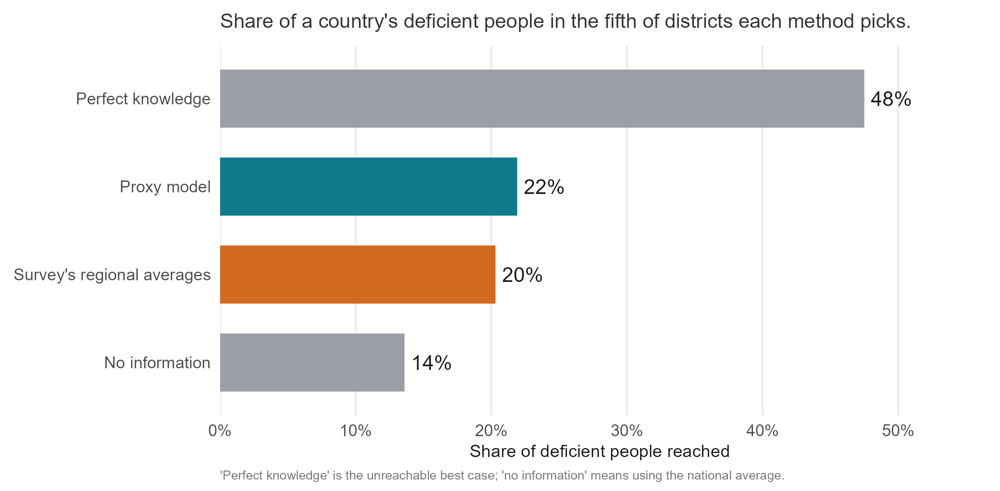 Share of a country's deficient people in the fifth of districts each method picks.
Perfect knowledge
48%
Proxy model
22%
Survey's regional averages
20%
No information
14%
0%
10%
20%
30%
40%
50%
Share of deficient people reached
'Perfect knowledge' is the unreachable best case; 'no information' means using the national average.